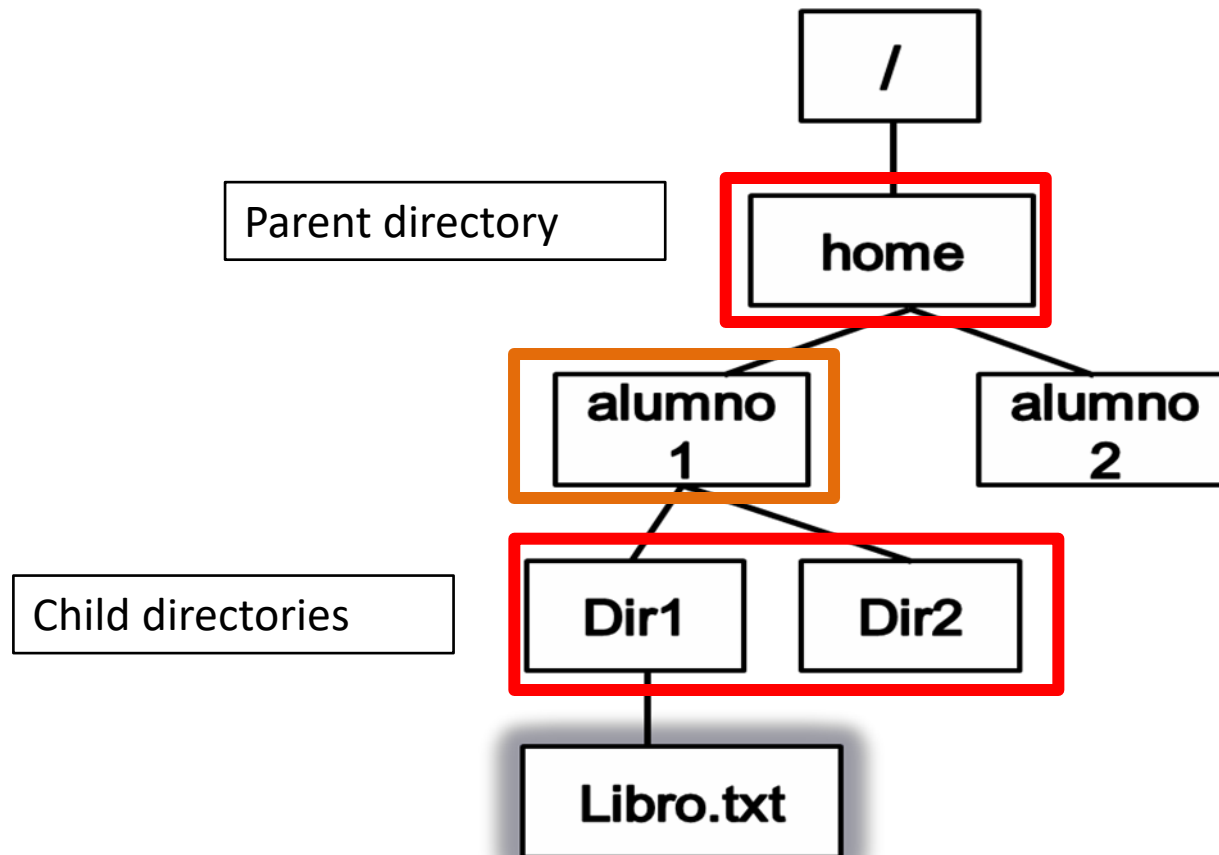 /
Parent directory
home
alumno
1
alumno
2
Child directories
Dir1
Dir2
Libro.txt